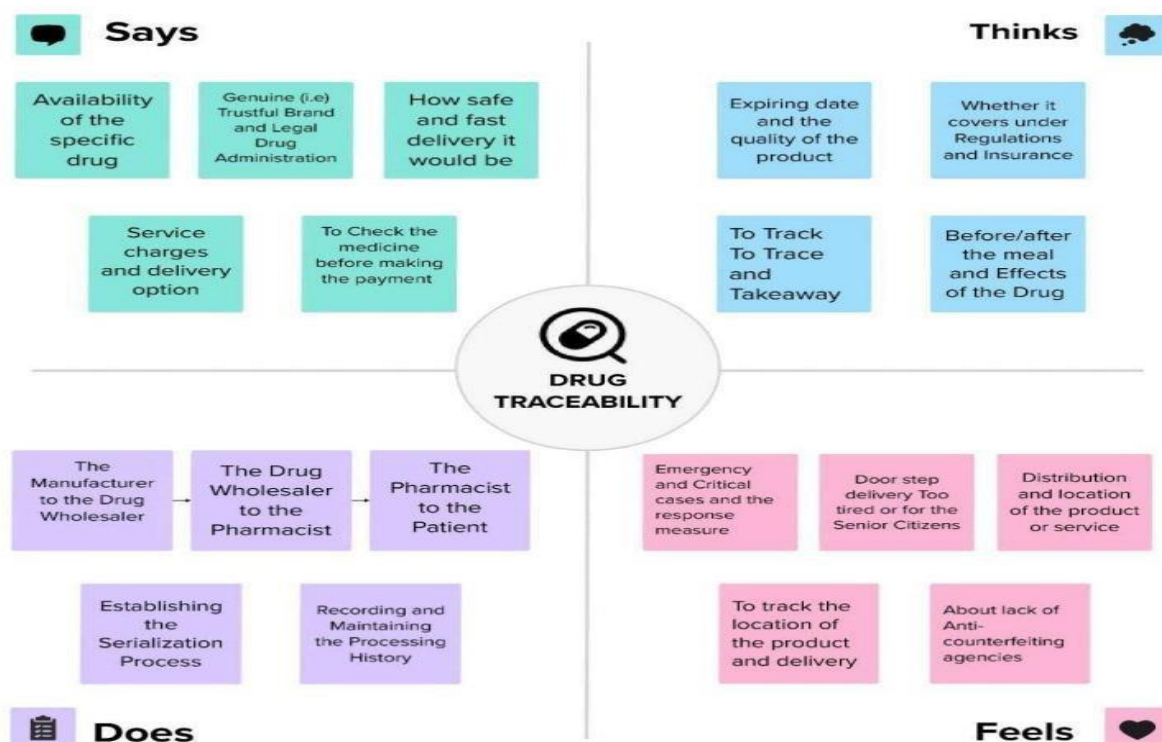 Says
Availability
of the
specific
drug
Genuine (i.e)
Trustful Brand
and Legal
Drug
Administration
How safe
and fast
delivery it
would be
Service
charges
and delivery
option
To Check the
medicine
before making
the payment
Thinks
Expiring date
and the
quality of the
product
Whether it
covers under
Regulations
and Insurance
To Track
To Trace
and
Takeaway
Before/after
the meal
and Effects
of the Drug
DRUG
TRACEABILITY
The
Manufacturer
to the Drug
Wholesaler
The Drug
Wholesaler
to the
Pharmacist
The
Pharmacist
to the
Patient
Establishing
the
Serialization
Process
Recording and
Maintaining
the Processing
History
Does
Emergency
and Critical
cases and the
response
measure
Door step
delivery Too
tired or for the
Senior Citizens
Distribution
and location
of the product
or service
To track the
location of
the product
and delivery
About lack of
Anti-
counterfeiting
agencies
Feels